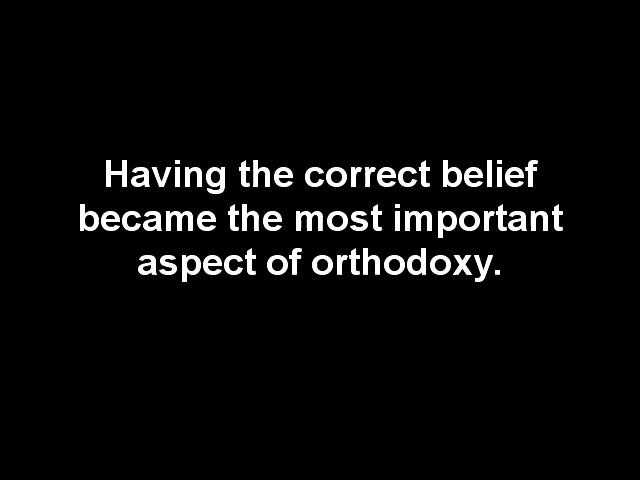 Having the correct belief
became the most important
aspect of orthodoxy.